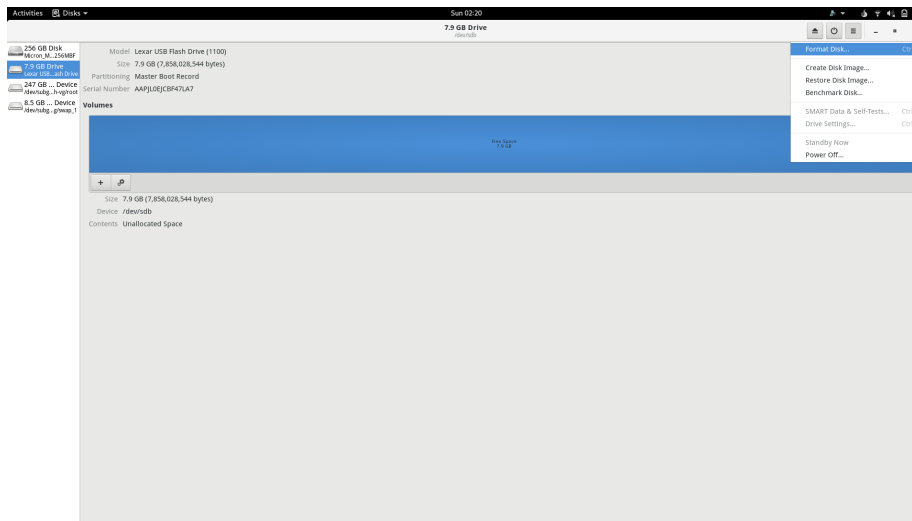 Activities Disks Sun 02:20
7.9 GB Drive
/dev/sdb
256 GB Disk
Micron_M...256MBF
7.9 GB Drive
Lexar USB...ash Drive
247 GB ... Device
/dev/subg...h-vg/root
8.5 GB ... Device
/dev/subg...g/swap_1
Model Lexar USB Flash Drive (1100)
Size 7.9 GB (7,858,028,544 bytes)
Partitioning Master Boot Record
Serial Number AAPJL0EJCBF47LA7
Volumes
Free Space
7.9 GB
Size 7.9 GB (7,858,028,544 bytes)
Device /dev/sdb
Contents Unallocated Space
Format Disk... Ctr
Create Disk Image...
Restore Disk Image...
Benchmark Disk...
SMART Data & Self-Tests... Ctr
Drive Settings... Ctr
Standby Now
Power Off...